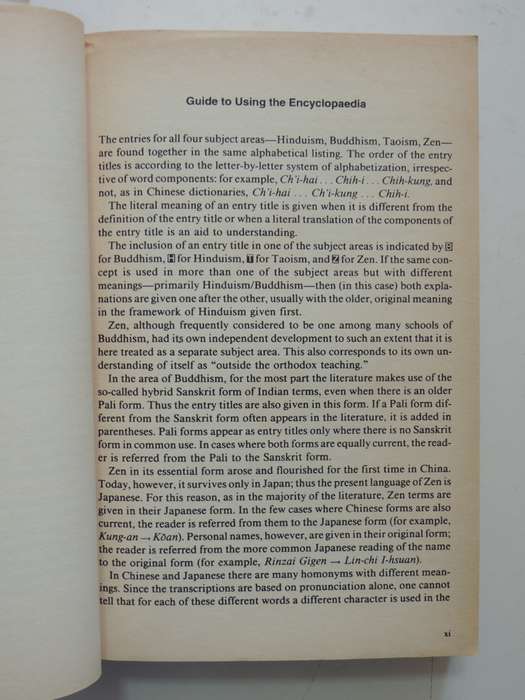 Guide to Using the Encyclopaedia
The entries for all four subject areas—Hinduism, Buddhism, Taoism, Zen—
are found together in the same alphabetical listing. The order of the entry
titles is according to the letter-by-letter system of alphabetization, irrespec-
tive of word components: for example, Ch'i-hai . . . Chih-i . . . Chih-kung, and
not, as in Chinese dictionaries, Ch'i-hai . . . Ch'i-kung . . . Chih-i.
The literal meaning of an entry title is given when it is different from the
definition of the entry title or when a literal translation of the components of
the entry title is an aid to understanding.
The inclusion of an entry title in one of the subject areas is indicated by B
for Buddhism, H for Hinduism, T for Taoism, and Z for Zen. If the same con-
cept is used in more than one of the subject areas but with different
meanings—primarily Hinduism/Buddhism—then (in this case) both expla-
nations are given one after the other, usually with the older, original meaning
in the framework of Hinduism given first.
Zen, although frequently considered to be one among many schools of
Buddhism, had its own independent development to such an extent that it is
here treated as a separate subject area. This also corresponds to its own un-
derstanding of itself as "outside the orthodox teaching."
In the area of Buddhism, for the most part the literature makes use of the
so-called hybrid Sanskrit form of Indian terms, even when there is an older
Pali form. Thus the entry titles are also given in this form. If a Pali form dif-
ferent from the Sanskrit form often appears in the literature, it is added in
parentheses. Pali forms appear as entry titles only where there is no Sanskrit
form in common use. In cases where both forms are equally current, the read-
er is referred from the Pali to the Sanskrit form.
Zen in its essential form arose and flourished for the first time in China.
Today, however, it survives only in Japan; thus the present language of Zen is
Japanese. For this reason, as in the majority of the literature, Zen terms are
given in their Japanese form. In the few cases where Chinese forms are also
current, the reader is referred from them to the Japanese form (for example,
Kung-an → Kōan). Personal names, however, are given in their original form;
the reader is referred from the more common Japanese reading of the name
to the original form (for example, Rinzai Gigen → Lin-chi I-hsuan).
In Chinese and Japanese there are many homonyms with different mean-
ings. Since the transcriptions are based on pronunciation alone, one cannot
tell that for each of these different words a different character is used in the
xi